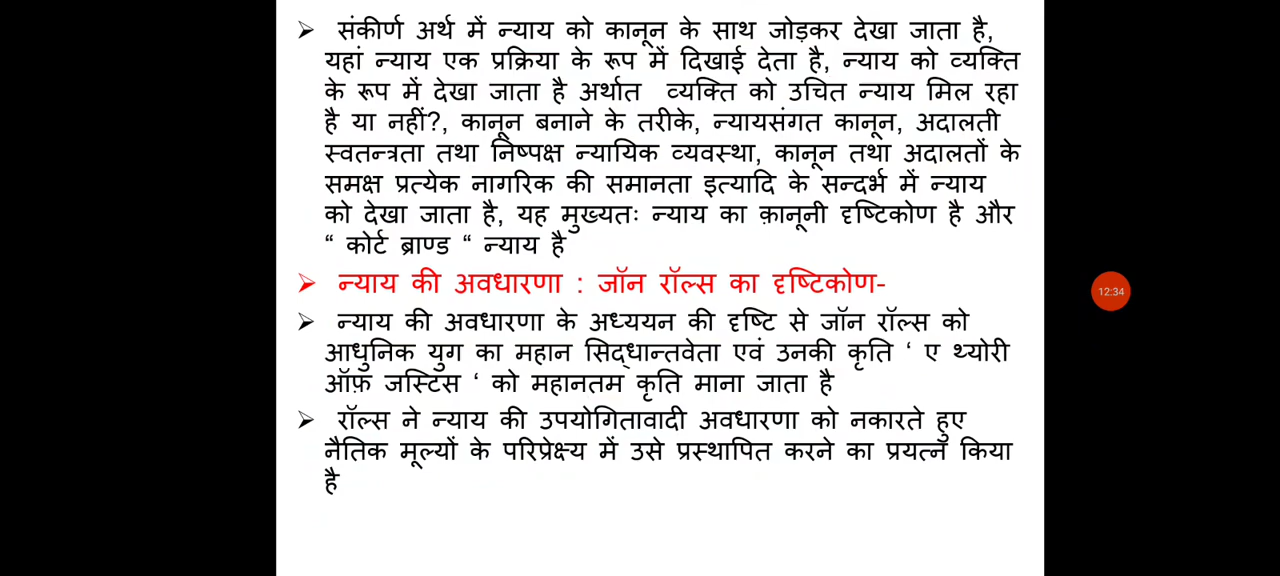 ➢ संकीर्ण अर्थ में न्याय को कानून के साथ जोड़कर देखा जाता है,
यहां न्याय एक प्रक्रिया के रूप में दिखाई देता है, न्याय को व्यक्ति
के रूप में देखा जाता है अर्थात व्यक्ति को उचित न्याय मिल रहा
है या नहीं?, कानून बनाने के तरीके, न्यायसंगत कानून, अदालती
स्वतन्त्रता तथा निष्पक्ष न्यायिक व्यवस्था, कानून तथा अदालतों के
समक्ष प्रत्येक नागरिक की समानता इत्यादि के सन्दर्भ में न्याय
को देखा जाता है, यह मुख्यतः न्याय का क़ानूनी दृष्टिकोण है और
“ कोर्ट ब्राण्ड “ न्याय है
➢ न्याय की अवधारणा : जॉन रॉल्स का दृष्टिकोण-
➢ न्याय की अवधारणा के अध्ययन की दृष्टि से जॉन रॉल्स को
आधुनिक युग का महान सिद्धान्तवेता एवं उनकी कृति ‘ ए थ्योरी
ऑफ़ जस्टिस ‘ को महानतम कृति माना जाता है
➢ रॉल्स ने न्याय की उपयोगितावादी अवधारणा को नकारते हुए
नैतिक मूल्यों के परिप्रेक्ष्य में उसे प्रस्थापित करने का प्रयत्न किया
है
12:34